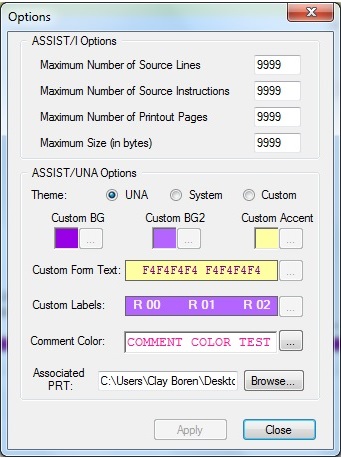 Options
ASSIST/I Options
Maximum Number of Source Lines 9999
Maximum Number of Source Instructions 9999
Maximum Number of Printout Pages 9999
Maximum Size (in bytes) 9999
ASSIST/UNA Options
Theme: UNA System Custom
Custom BG Custom BG2 Custom Accent
... ... ...
Custom Form Text: F4F4F4F4 F4F4F4F4 ...
Custom Labels: R 00 R 01 R 02 ...
Comment Color: COMMENT COLOR TEST ...
Associated PRT: C:\Users\Clay Boren\Deskto Browse...
Apply Close